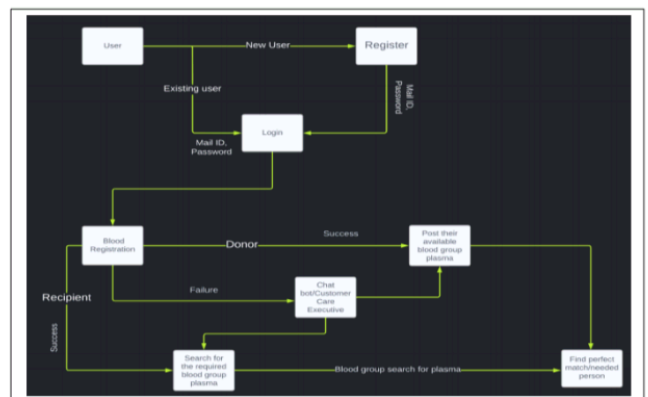 User
New User
Register
Existing user
Mail ID,
Password
Login
Mail ID,
Password
Blood
Registration
Donor
Success
Post their
available
blood group
plasma
Recipient
Failure
Chat
bot/Customer
Care
Executive
Success
Search for
the required
blood group
plasma
Blood group search for plasma
Find perfect
match/needed
person